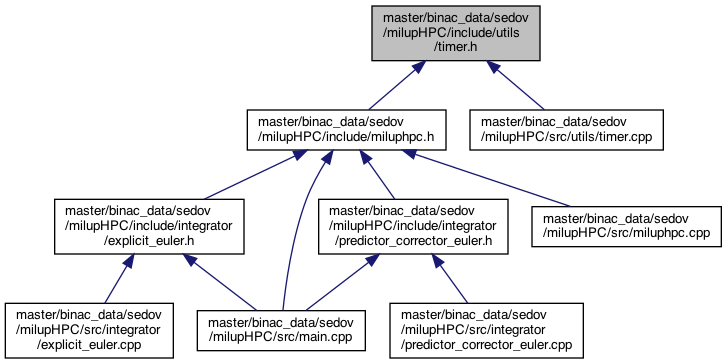 master/binac_data/sedov
/milupHPC/include/utils
/timer.h
master/binac_data/sedov
/milupHPC/include/miluphpc.h
master/binac_data/sedov
/milupHPC/src/utils/timer.cpp
master/binac_data/sedov
/milupHPC/include/integrator
/explicit_euler.h
master/binac_data/sedov
/milupHPC/include/integrator
/predictor_corrector_euler.h
master/binac_data/sedov
/milupHPC/src/miluphpc.cpp
master/binac_data/sedov
/milupHPC/src/integrator
/explicit_euler.cpp
master/binac_data/sedov
/milupHPC/src/main.cpp
master/binac_data/sedov
/milupHPC/src/integrator
/predictor_corrector_euler.cpp